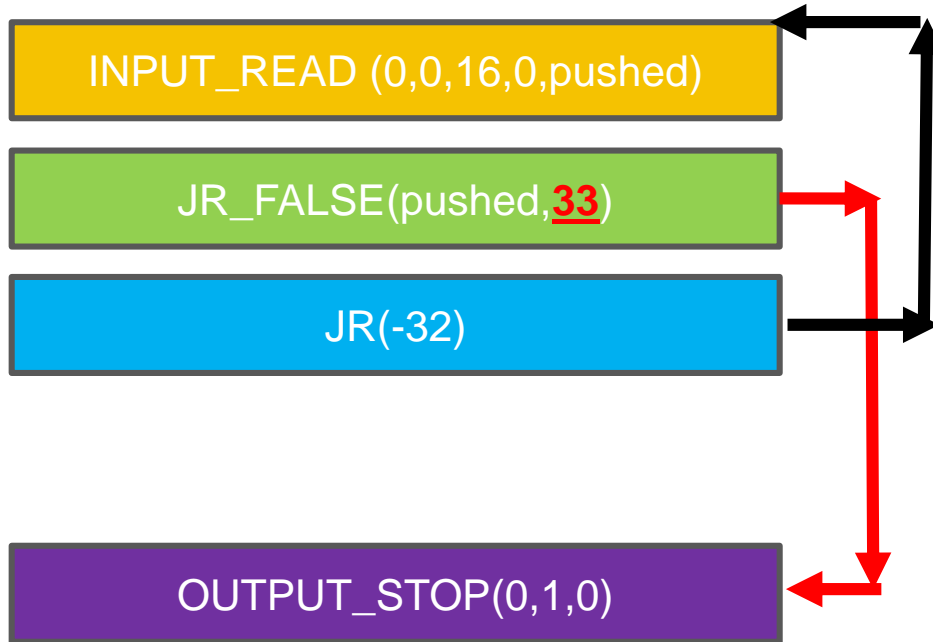 INPUT_READ (0,0,16,0,pushed)
JR_FALSE(pushed,33)
JR(-32)
OUTPUT_STOP(0,1,0)